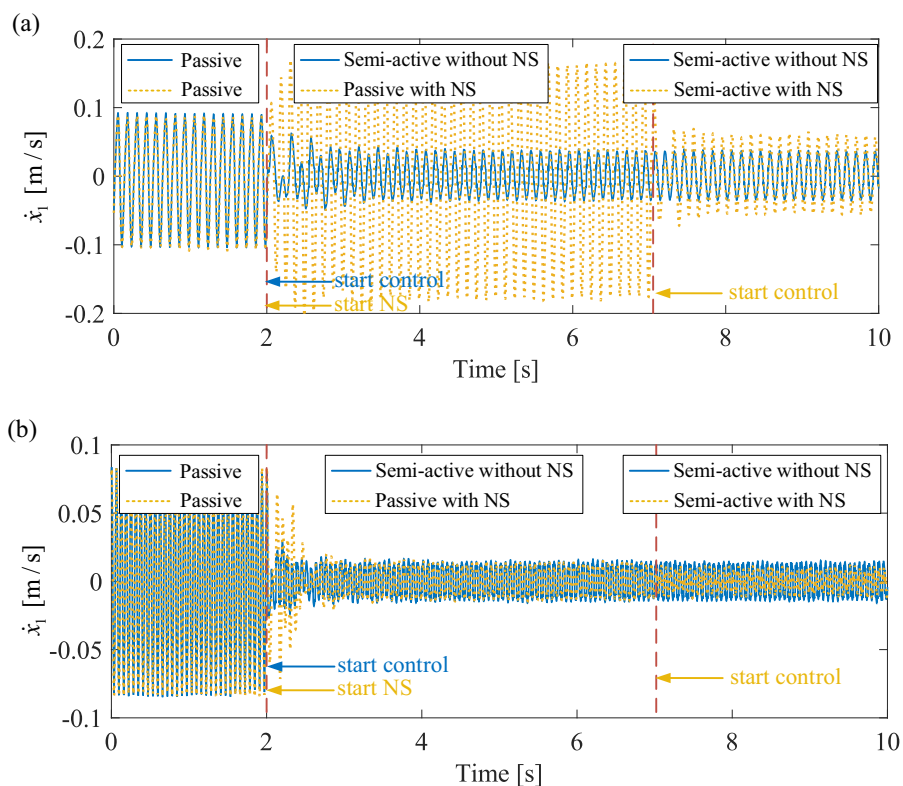 (a)
0.2
0.1
0
-0.1
-0.2
ẋ₁ [m / s]
Passive
Passive
Semi-active without NS
Passive with NS
Semi-active without NS
Semi-active with NS
start control
start NS
start control
0 2 4 6 8 10
Time [s]
(b)
0.1
0.05
0
-0.05
-0.1
ẋ₁ [m / s]
Passive
Passive
Semi-active without NS
Passive with NS
Semi-active without NS
Semi-active with NS
start control
start NS
start control
0 2 4 6 8 10
Time [s]